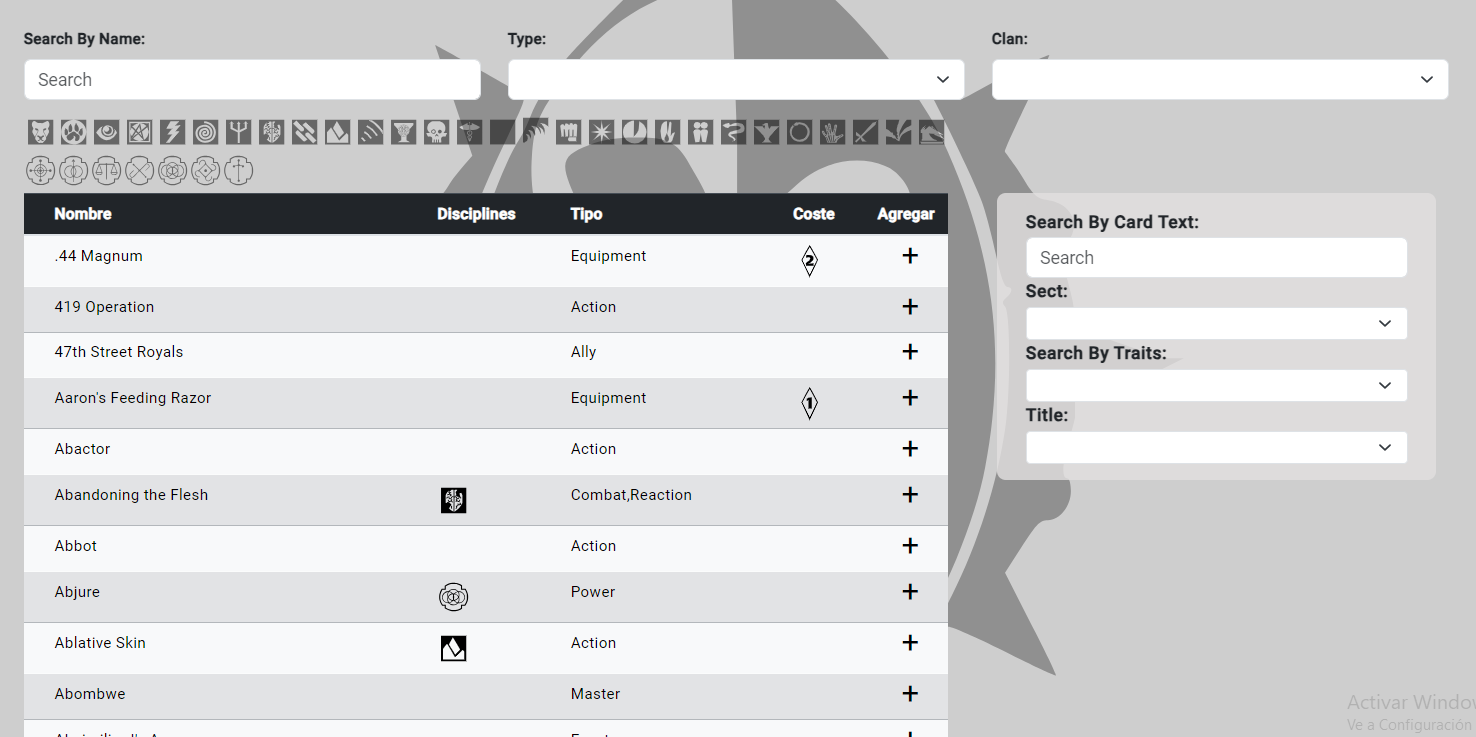 Search By Name: Type: Clan:
Search
Nombre Disciplines Tipo Coste Agregar
.44 Magnum Equipment 2 +
419 Operation Action +
47th Street Royals Ally +
Aaron's Feeding Razor Equipment 1 +
Abactor Action +
Abandoning the Flesh Combat,Reaction +
Abbot Action +
Abjure Power +
Ablative Skin Action +
Abombwe Master +
Search By Card Text:
Search
Sect:
Search By Traits:
Title:
Activar Window
Ve a Configuración